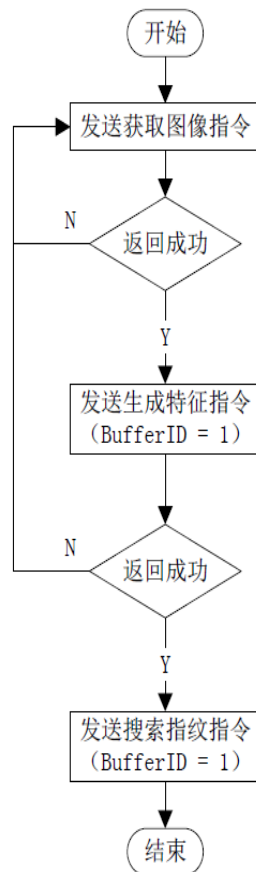 开始
发送获取图像指令
返回成功
N
Y
发送生成特征指令
（BufferID = 1）
返回成功
N
Y
发送搜索指纹指令
（BufferID = 1）
结束